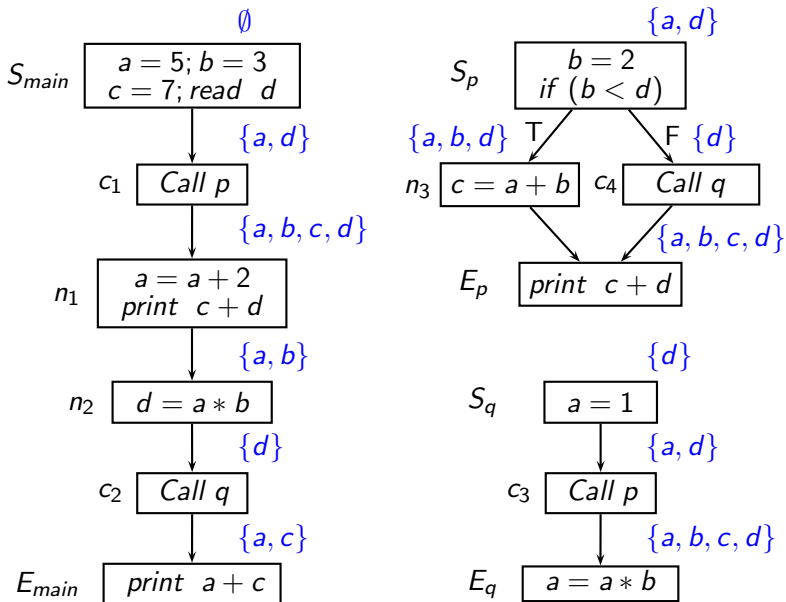 ∅
S_main
a = 5; b = 3
c = 7; read d
{a, d}
c_1
Call p
{a, b, c, d}
n_1
a = a + 2
print c + d
{a, b}
n_2
d = a ∗ b
{d}
c_2
Call q
{a, c}
E_main
print a + c
{a, d}
S_p
b = 2
if (b < d)
{a, b, d}
T
F
{d}
n_3
c = a + b
c_4
Call q
{a, b, c, d}
E_p
print c + d
{d}
S_q
a = 1
{a, d}
c_3
Call p
{a, b, c, d}
E_q
a = a ∗ b